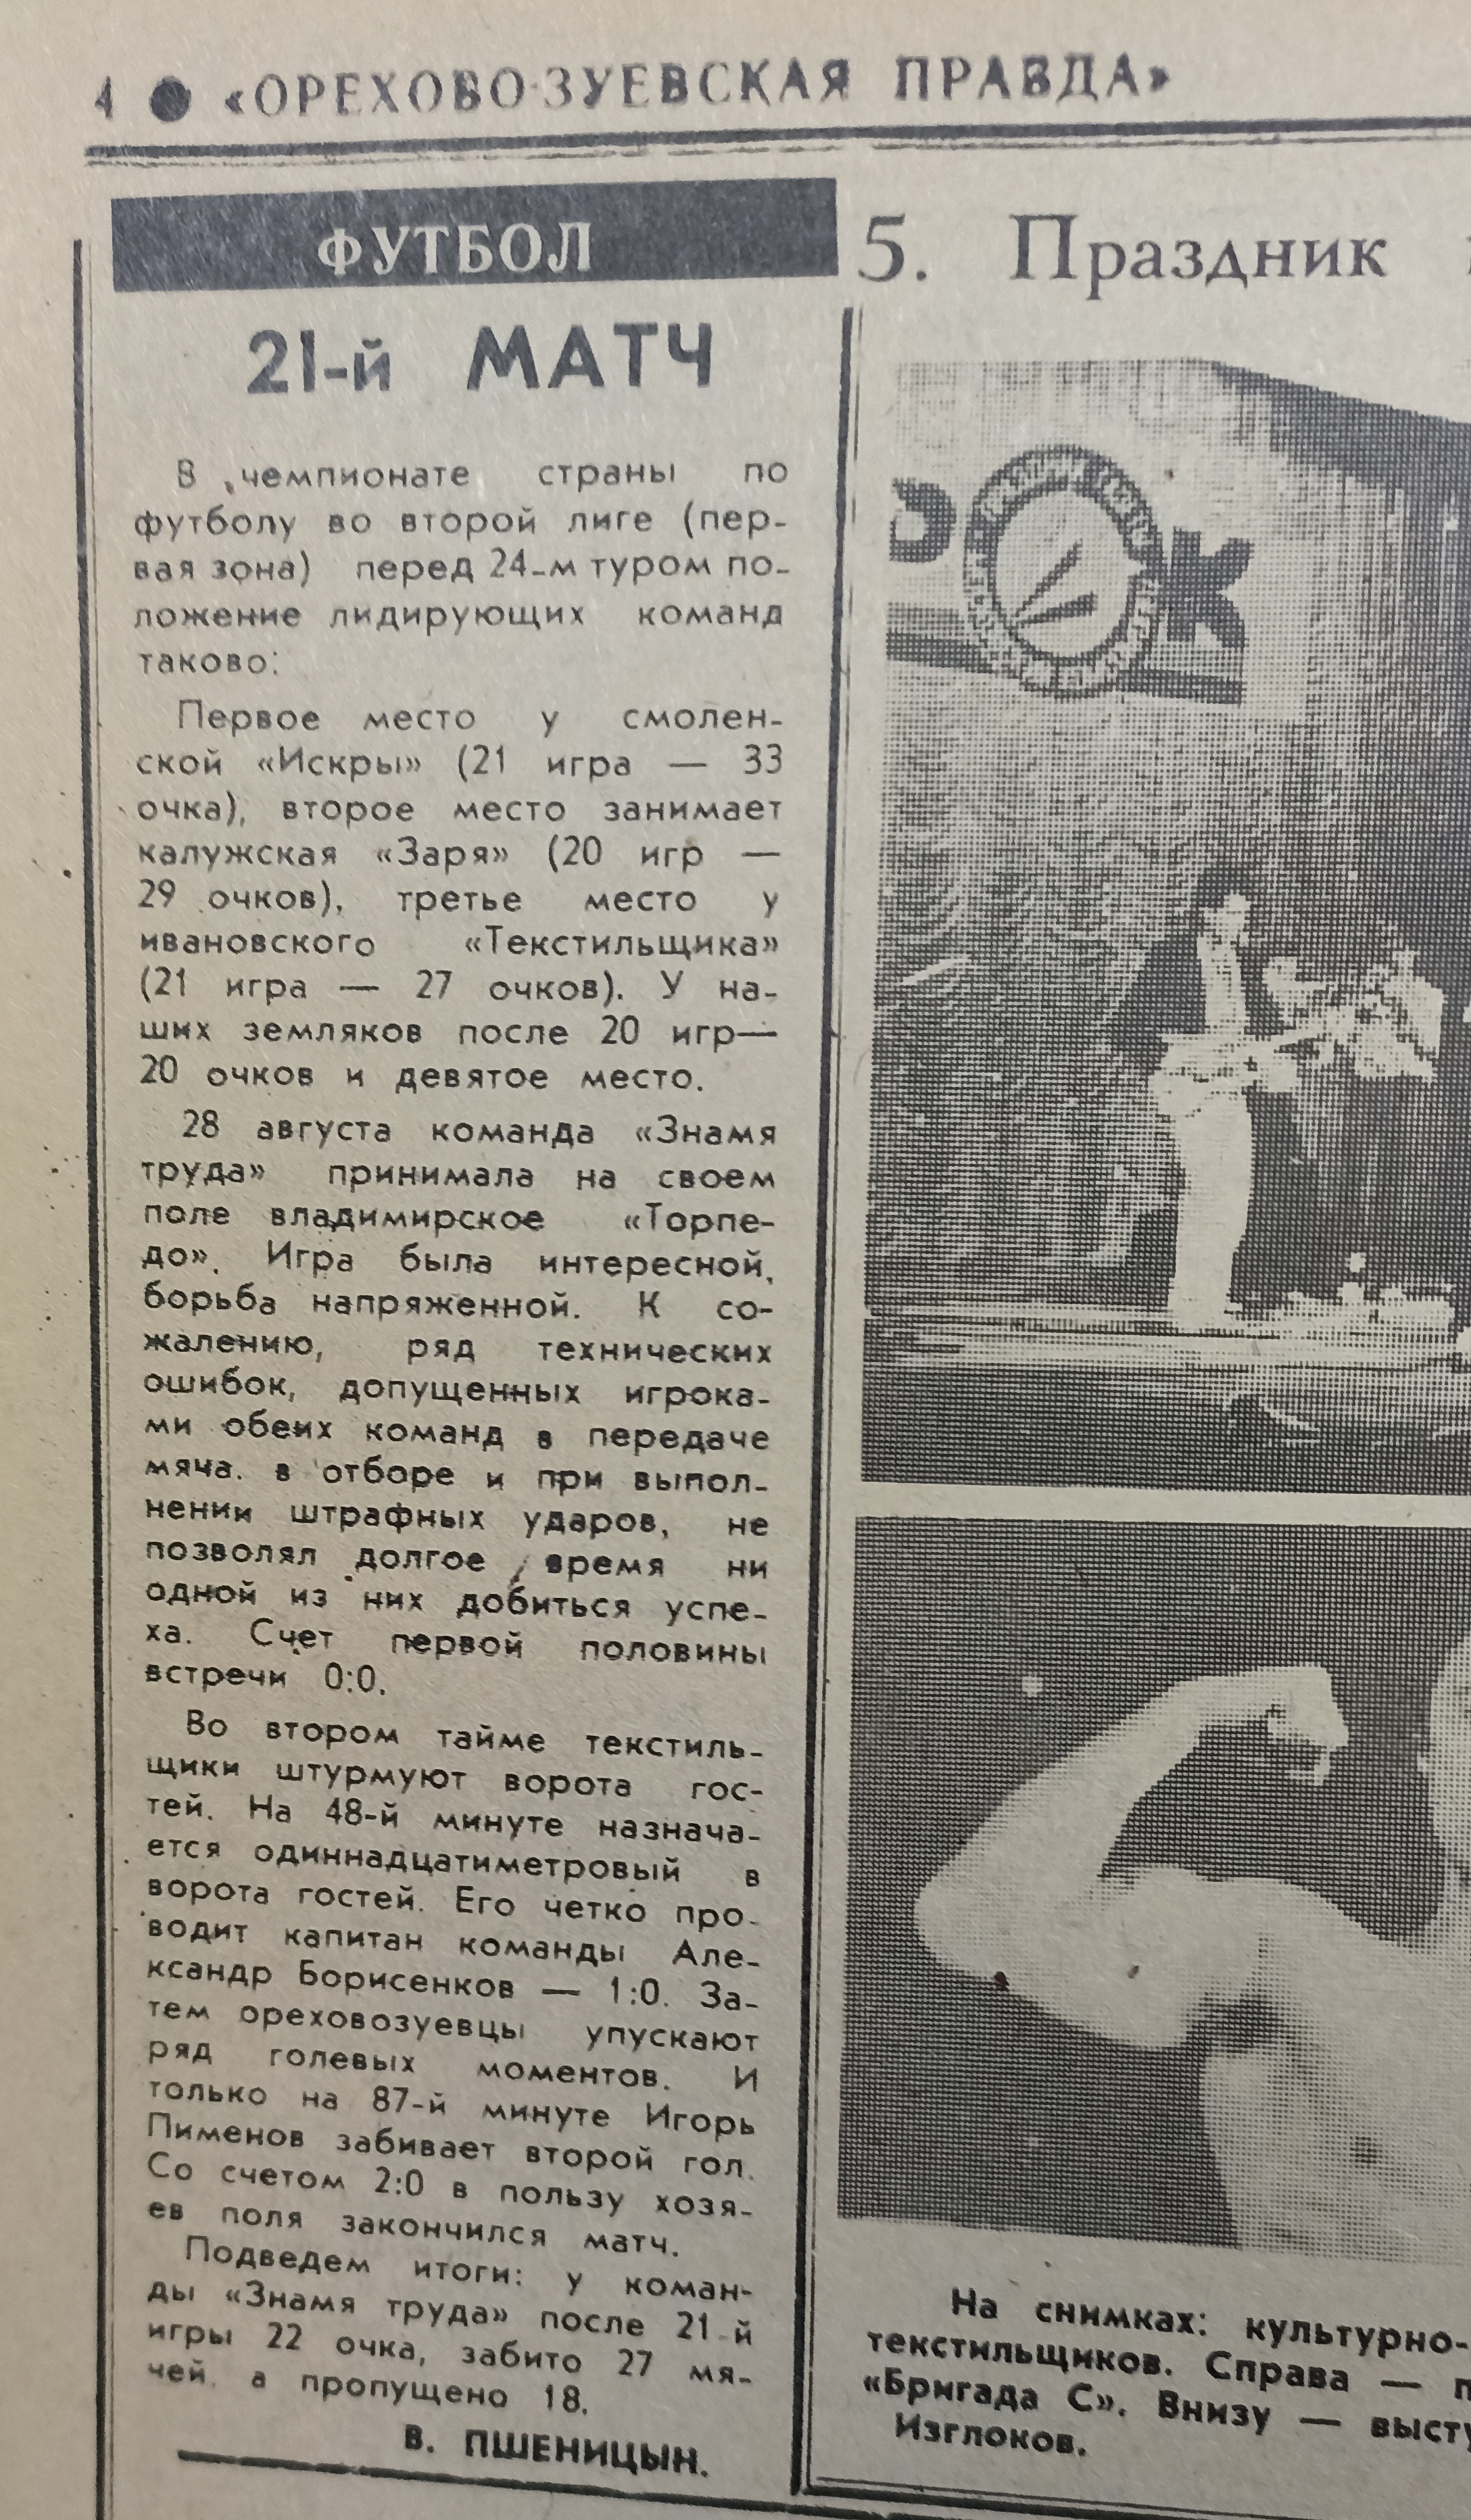 4 ● «ОРЕХОВО-ЗУЕВСКАЯ ПРАВДА»
ФУТБОЛ
21-й МАТЧ
В чемпионате страны по
футболу во второй лиге (пер-
вая зона) перед 24-м туром по-
ложение лидирующих команд
таково:
Первое место у смолен-
ской «Искры» (21 игра — 33
очка), второе место занимает
калужская «Заря» (20 игр —
29 очков), третье место у
ивановского «Текстильщика»
(21 игра — 27 очков). У на-
ших земляков после 20 игр—
20 очков и девятое место.
28 августа команда «Знамя
труда» принимала на своем
поле владимирское «Торпе-
до». Игра была интересной,
борьба напряженной. К со-
жалению, ряд технических
ошибок, допущенных игрока-
ми обеих команд в передаче
мяча, в отборе и при выпол-
нении штрафных ударов, не
позволял долгое время ни
одной из них добиться успе-
ха. Счет первой половины
встречи 0:0.
Во втором тайме текстиль-
щики штурмуют ворота гос-
тей. На 48-й минуте назнача-
ется одиннадцатиметровый в
ворота гостей. Его четко про-
водит капитан команды Але-
ксандр Борисенков — 1:0. За-
тем ореховозуевцы упускают
ряд голевых моментов. И
только на 87-й минуте Игорь
Пименов забивает второй гол.
Со счетом 2:0 в пользу хозя-
ев поля закончился матч.
Подведем итоги: у коман-
ды «Знамя труда» после 21-й
игры 22 очка, забито 27 мя-
чей, а пропущено 18.
В. ПШЕНИЦЫН.
5. Праздник
К
На снимках: культурно-
текстильщиков. Справа — п
«Бригада С». Внизу — высту
Изглоков.